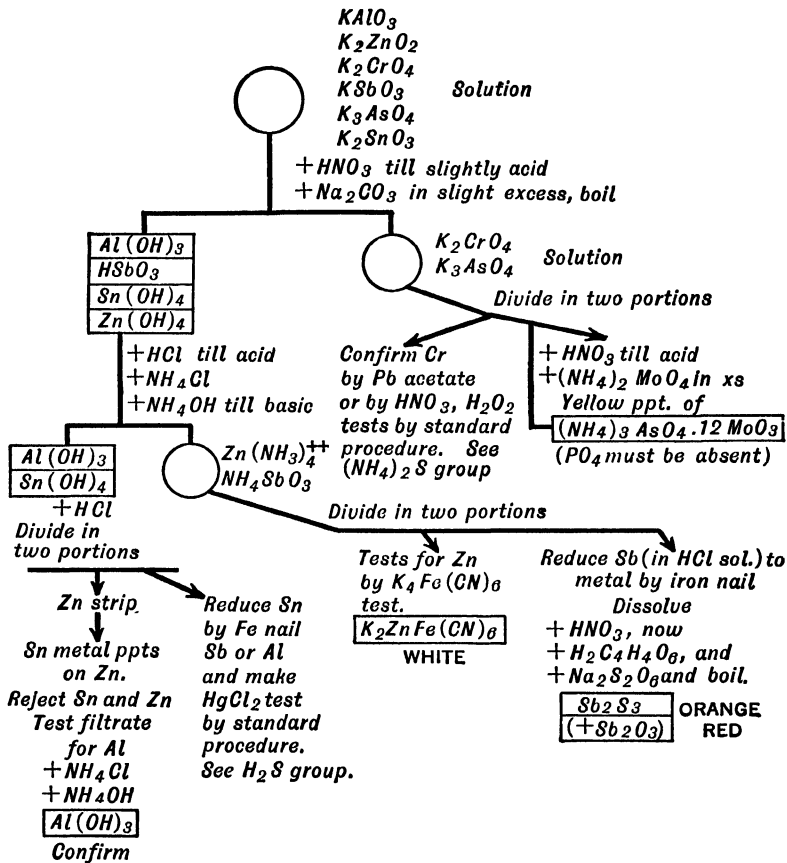 KAlO3
K2ZnO2
K2CrO4
KSbO3 Solution
K3AsO4
K2SnO3
+HNO3 till slightly acid
+Na2CO3 in slight excess, boil
Al(OH)3
HSbO3
Sn(OH)4
Zn(OH)4
K2CrO4
K3AsO4 Solution
Divide in two portions
+HCl till acid
+NH4Cl
+NH4OH till basic
Confirm Cr
by Pb acetate
or by HNO3, H2O2
tests by standard
procedure. See
(NH4)2S group
+HNO3 till acid
+(NH4)2 MoO4 in xs
Yellow ppt. of
(NH4)3 AsO4.12 MoO3
(PO4 must be absent)
Al(OH)3
Sn(OH)4
+HCl
Divide in
two portions
Zn(NH3)4++
NH4SbO3
Divide in two portions
Zn strip.
Sn metal ppts
on Zn.
Reject Sn and Zn
Test filtrate
for Al
+NH4Cl
+NH4OH
Al(OH)3
Confirm
Reduce Sn
by Fe nail
Sb or Al
and make
HgCl2 test
by standard
procedure.
See H2S group.
Tests for Zn
by K4Fe(CN)6
test.
K2ZnFe(CN)6
WHITE
Reduce Sb(in HCl sol.) to
metal by iron nail
Dissolve
+HNO3, now
+H2C4H4O6, and
+Na2S2O6 and boil.
Sb2S3
(+Sb2O3)
ORANGE
RED